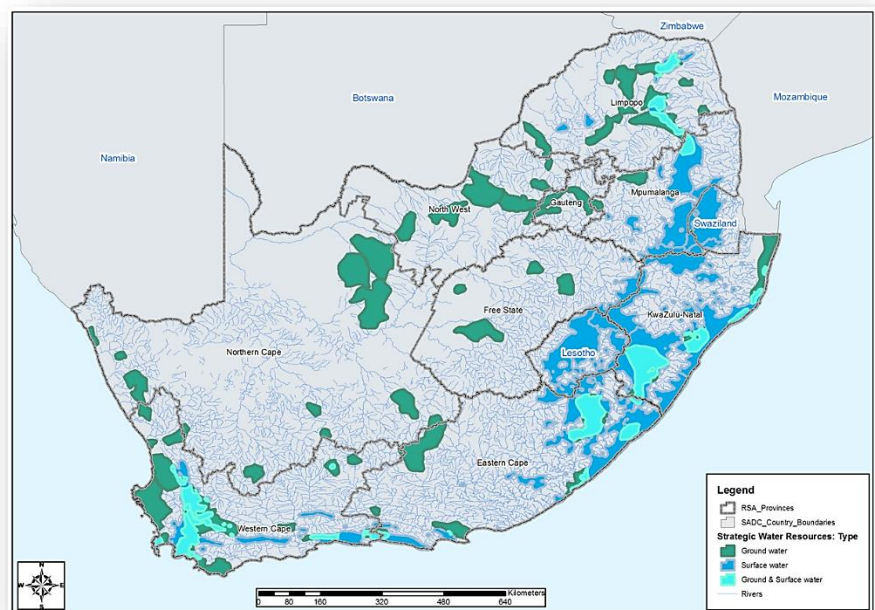 Zimbabwe
Botswana
Mozambique
Limpopo
Namibia
Mpumalanga
Gauteng
North West
Swaziland
Free State
KwaZulu-Natal
Northern Cape
Lesotho
Eastern Cape
Western Cape
Legend
RSA_Provinces
SADC_Country_Boundaries
Strategic Water Resources: Type
Ground water
Surface water
Ground & Surface water
Rivers
N
W E
S
Kilometers
0 80 160 320 480 640